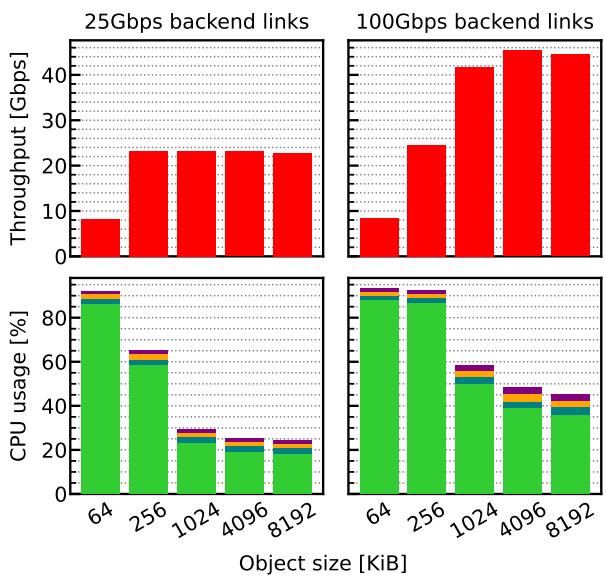 25Gbps backend links
100Gbps backend links
Throughput [Gbps]
40
30
20
10
0
CPU usage [%]
80
60
40
20
0
64 256 1024 4096 8192
64 256 1024 4096 8192
Object size [KiB]